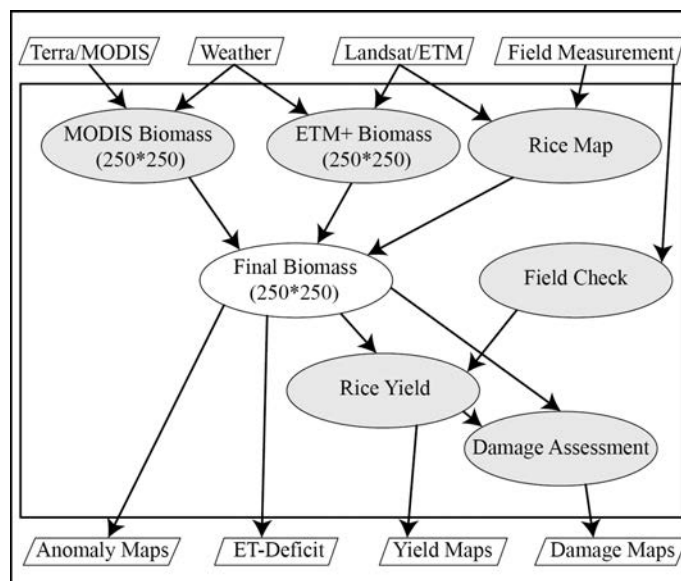 Terra/MODIS
Weather
Landsat/ETM
Field Measurement
MODIS Biomass
(250*250)
ETM+ Biomass
(250*250)
Rice Map
Final Biomass
(250*250)
Field Check
Rice Yield
Damage Assessment
Anomaly Maps
ET-Deficit
Yield Maps
Damage Maps